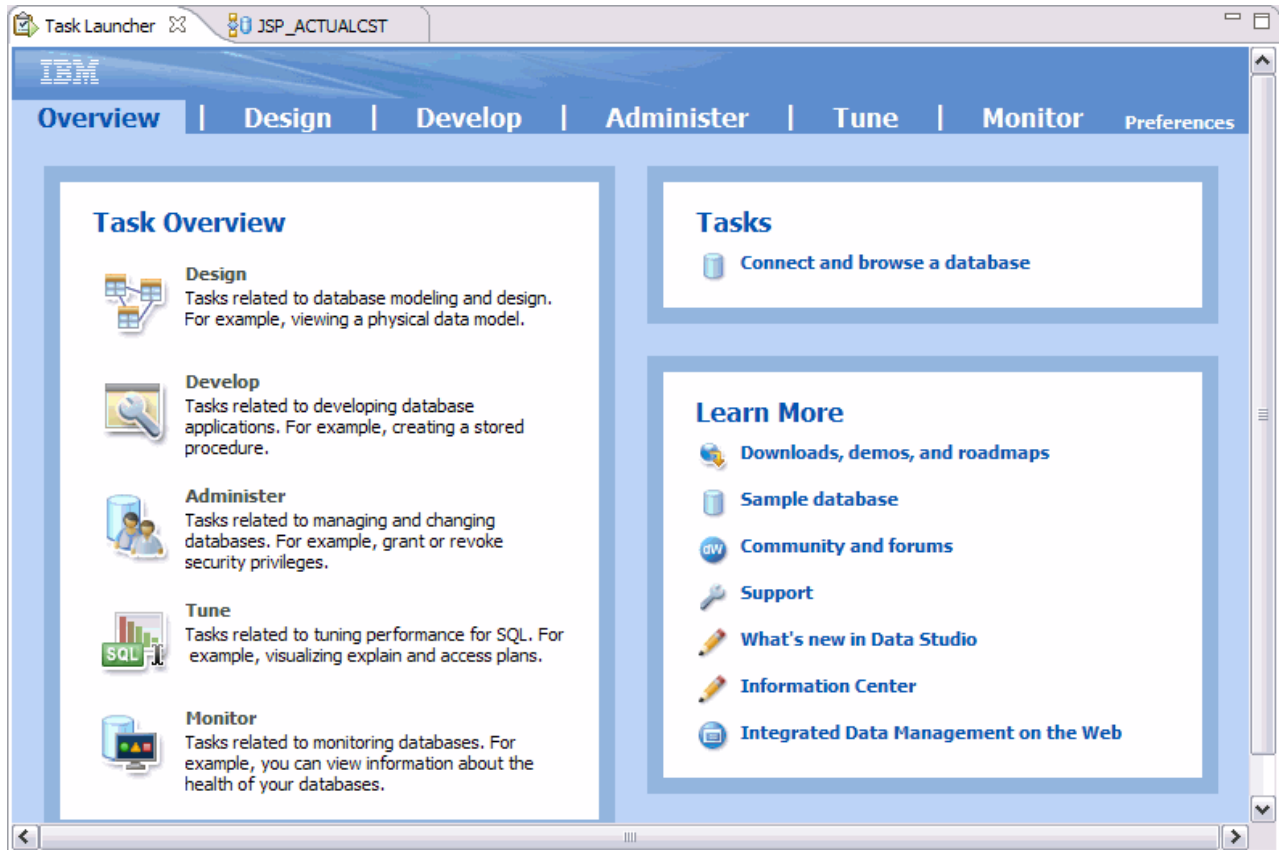 Task Launcher
JSP_ACTUALCST
IBM
Overview | Design | Develop | Administer | Tune | Monitor Preferences
Task Overview
Design
Tasks related to database modeling and design.
For example, viewing a physical data model.
Develop
Tasks related to developing database
applications. For example, creating a stored
procedure.
Administer
Tasks related to managing and changing
databases. For example, grant or revoke
security privileges.
SQL
Tune
Tasks related to tuning performance for SQL. For
example, visualizing explain and access plans.
Monitor
Tasks related to monitoring databases. For
example, you can view information about the
health of your databases.
Tasks
Connect and browse a database
Learn More
Downloads, demos, and roadmaps
Sample database
dW
Community and forums
Support
What's new in Data Studio
Information Center
Integrated Data Management on the Web